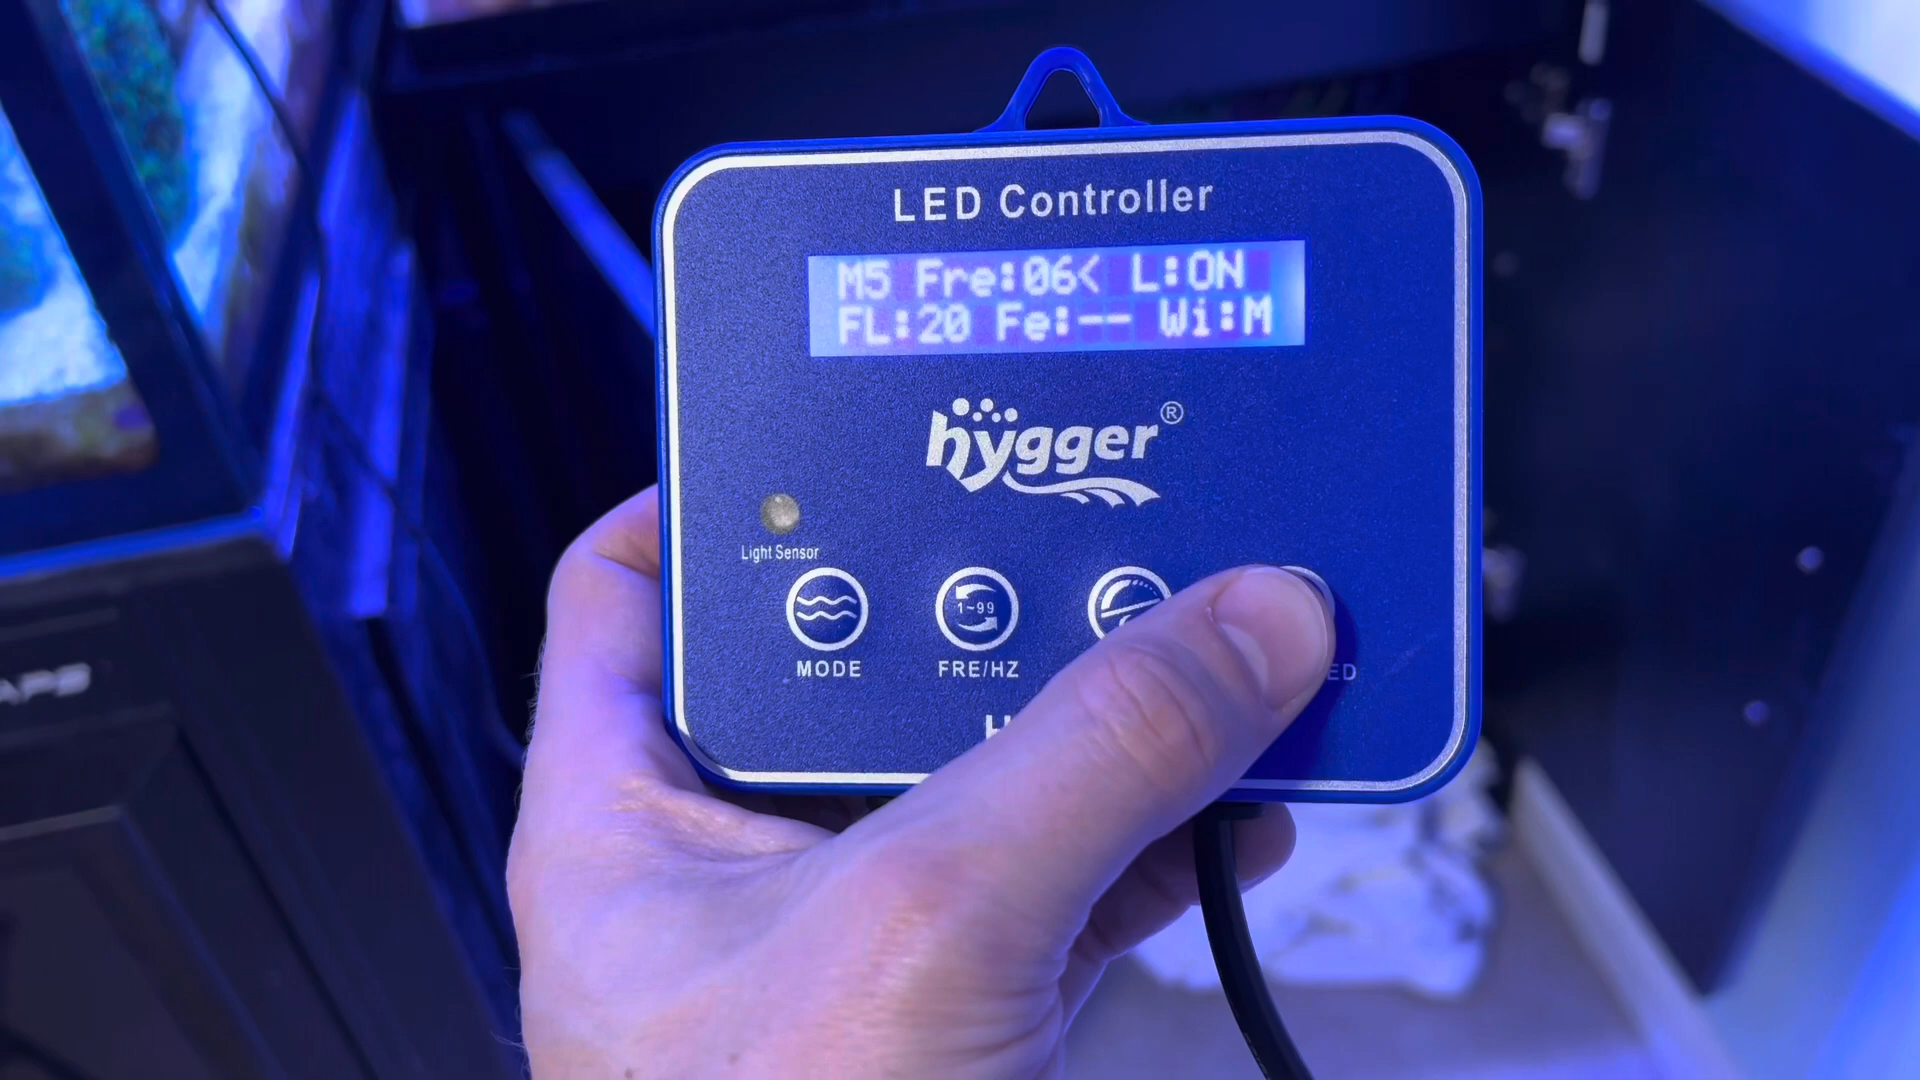 LED Controller
M5 Fre:06< L:ON
FL:20 Fe:-- Wi:M
hygger®
Light Sensor
1~99
MODE FRE/HZ